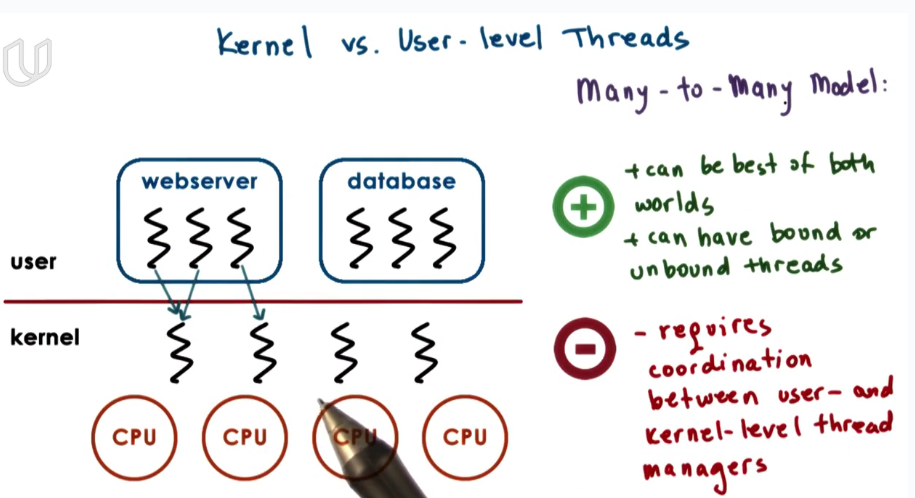 Kernel vs. User-level Threads
Many-to-Many Model:
webserver
database
user
kernel
CPU
CPU
CPU
CPU
+ can be best of both
worlds
+ can have bound or
unbound threads
- requires
coordination
between user- and
kernel-level thread
managers